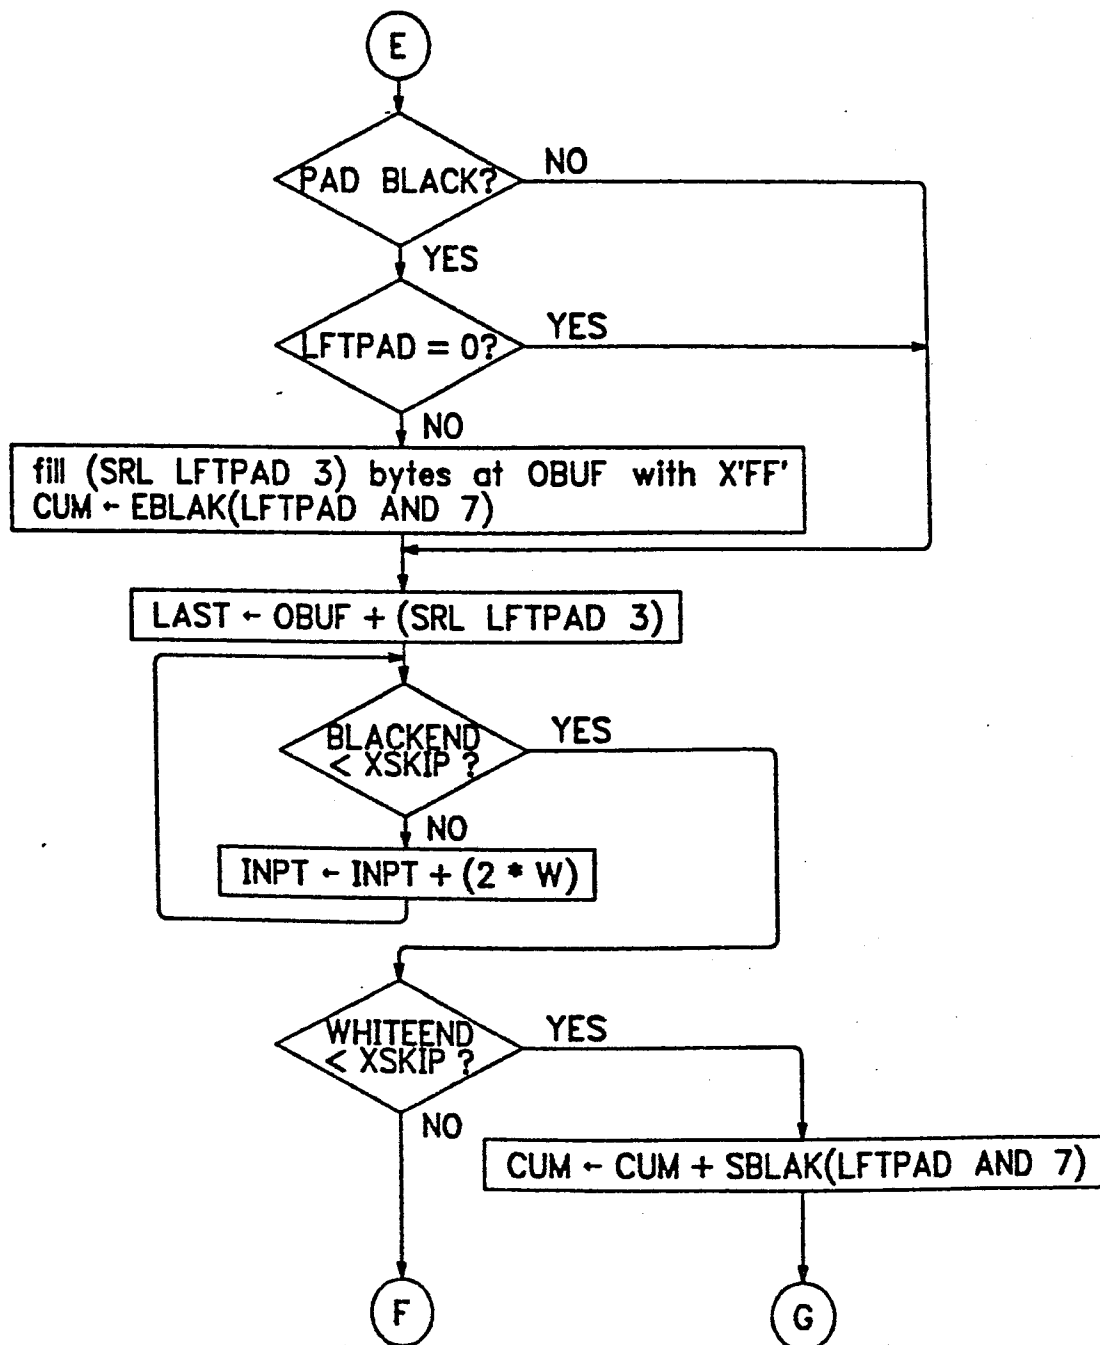 E
PAD BLACK?
NO
YES
LFTPAD = 0?
YES
NO
fill (SRL LFTPAD 3) bytes at OBUF with X'FF'
CUM ← EBLAK(LFTPAD AND 7)
LAST ← OBUF + (SRL LFTPAD 3)
BLACKEND
< XSKIP ?
YES
NO
INPT ← INPT + (2 * W)
WHITEEND
< XSKIP ?
YES
NO
CUM ← CUM + SBLAK(LFTPAD AND 7)
F
G